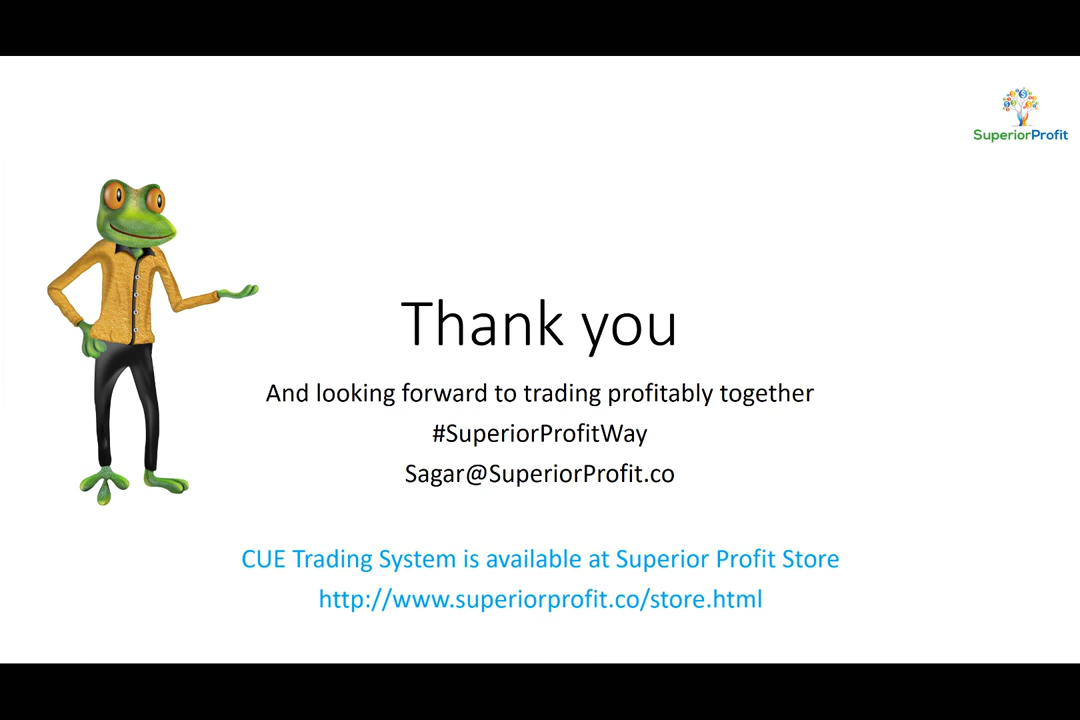 SuperiorProfit
Thank you
And looking forward to trading profitably together
#SuperiorProfitWay
Sagar@SuperiorProfit.co
CUE Trading System is available at Superior Profit Store
http://www.superiorprofit.co/store.html